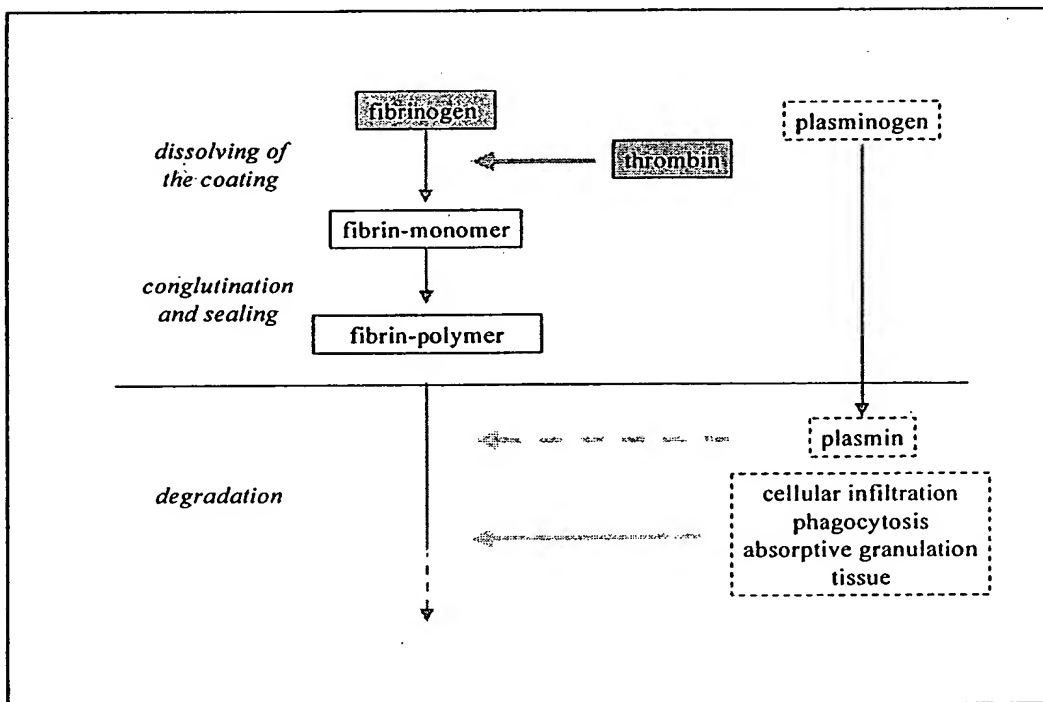 fibrinogen
plasminogen
dissolving of
the coating
thrombin
fibrin-monomer
conglutination
and sealing
fibrin-polymer
plasmin
degradation
cellular infiltration
phagocytosis
absorptive granulation
tissue